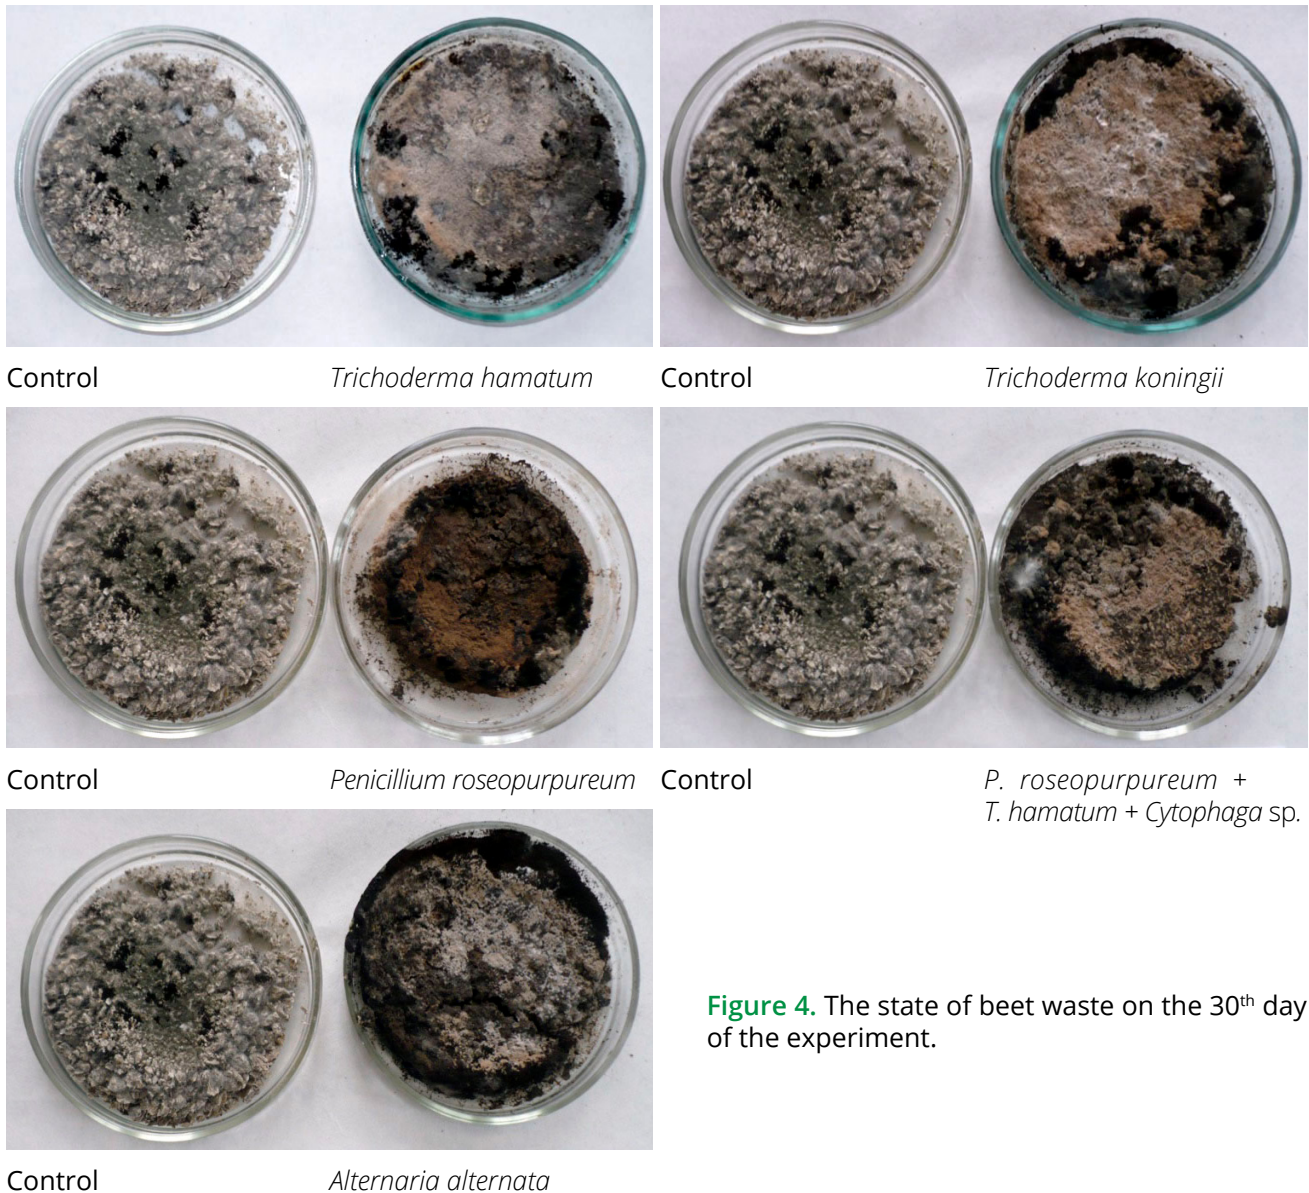 Control Trichoderma hamatum Control Trichoderma koningii
Control Penicillium roseopurpureum Control P. roseopurpureum +
T. hamatum + Cytophaga sp.
Figure 4. The state of beet waste on the 30th day
of the experiment.
Control Alternaria alternata